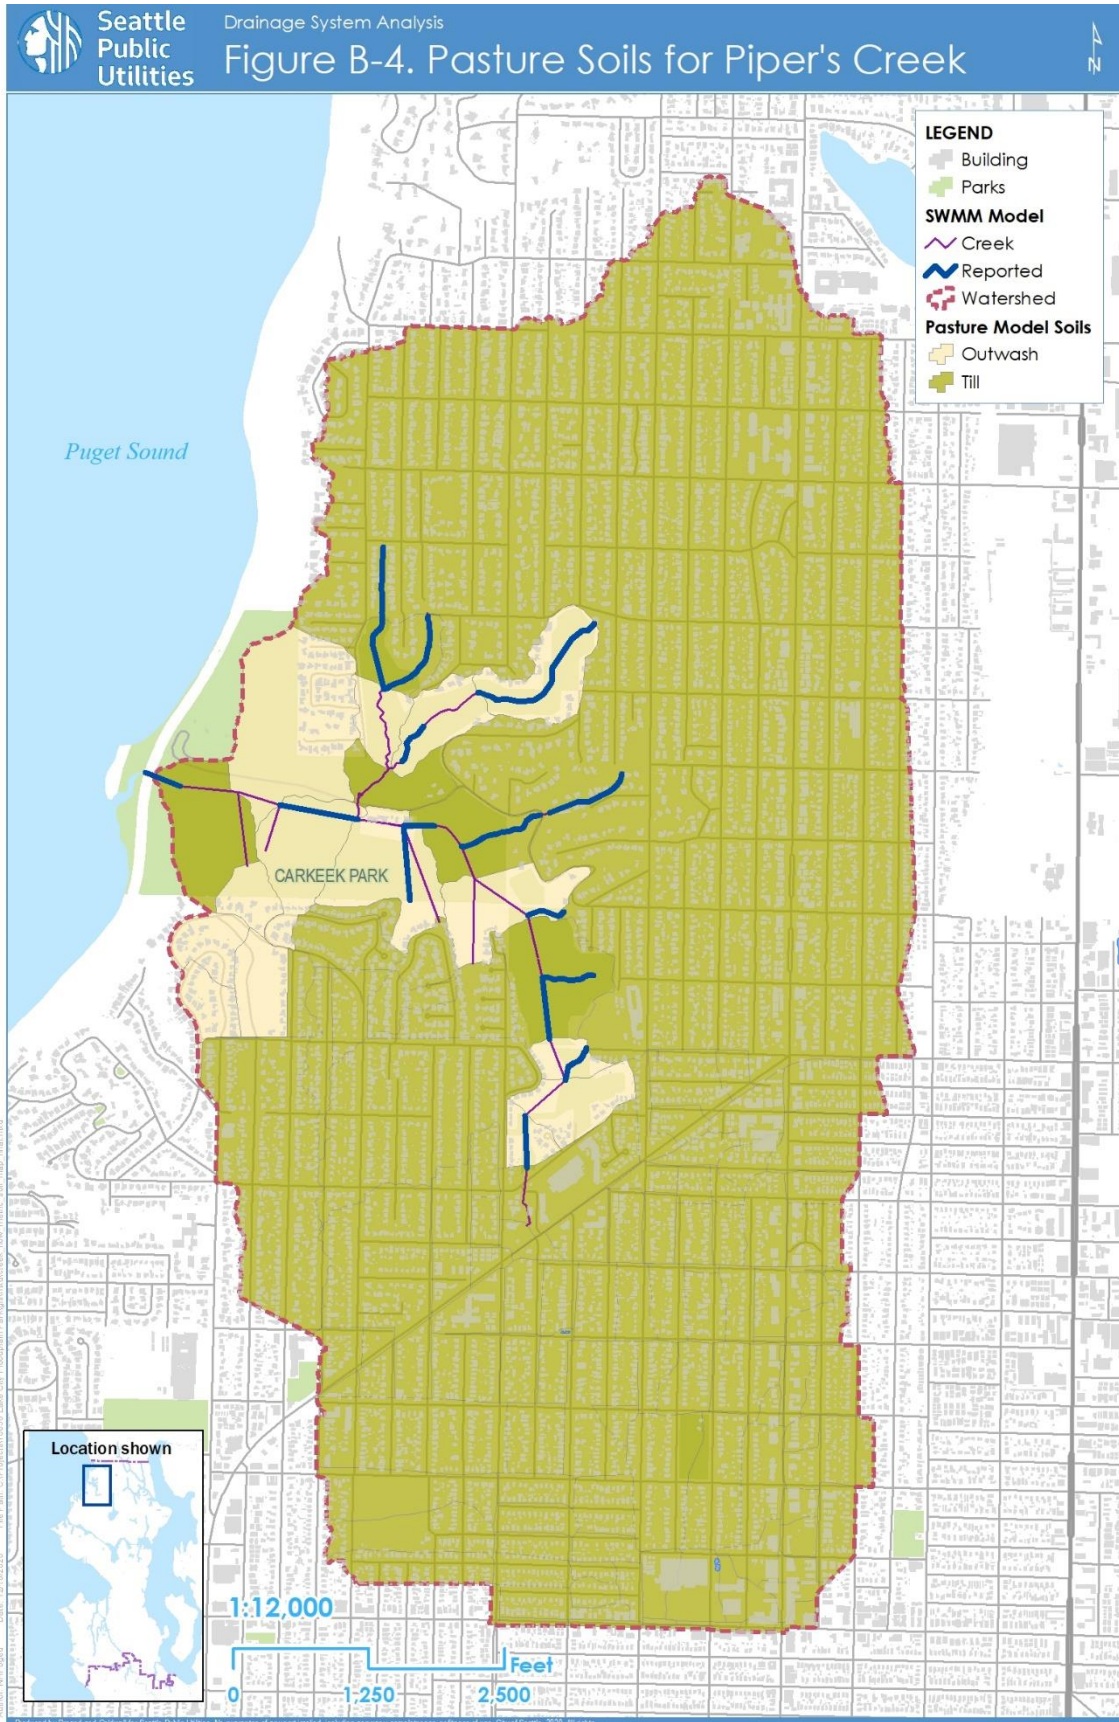 Seattle
Public
Utilities
Drainage System Analysis
Figure B-4. Pasture Soils for Piper's Creek
N
LEGEND
Building
Parks
SWMM Model
Creek
Reported
Watershed
Pasture Model Soils
Outwash
Till
Puget Sound
CARKEEK PARK
Location shown
1:12,000
Feet
0 1,250 2,500